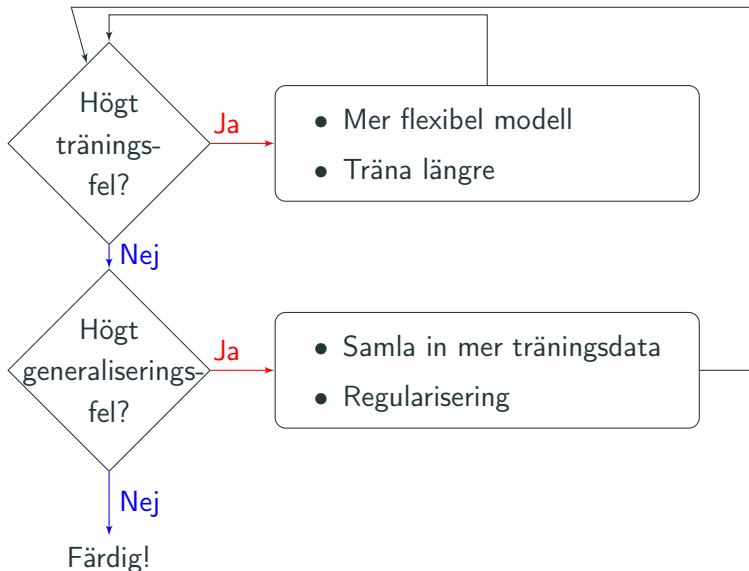 Högt
tränings-
fel?
Ja
• Mer flexibel modell
• Träna längre
Nej
Högt
generaliserings-
fel?
Ja
• Samla in mer träningsdata
• Regularisering
Nej
Färdig!